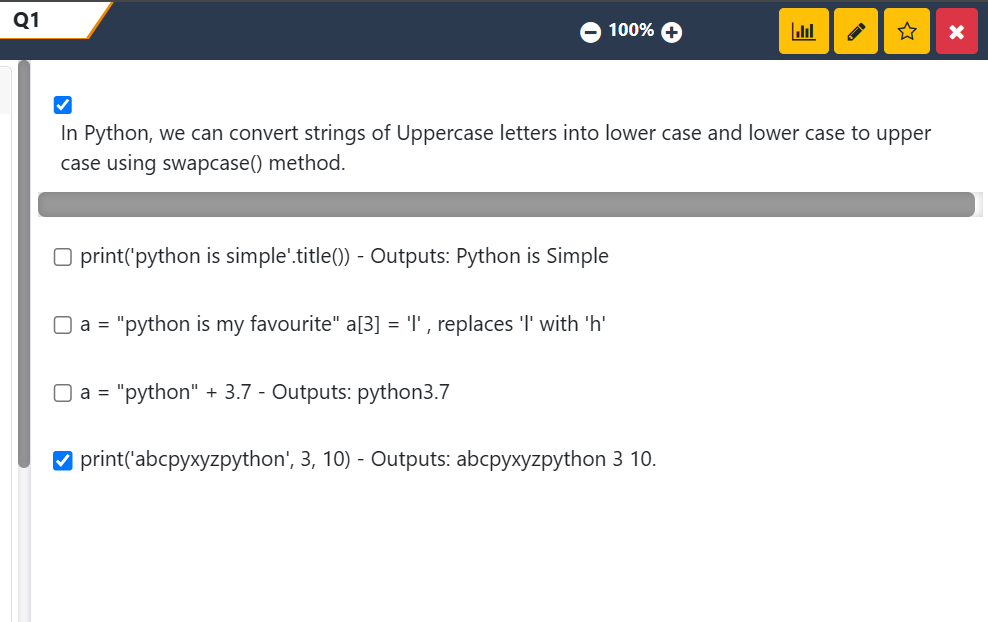 Q1
100%
In Python, we can convert strings of Uppercase letters into lower case and lower case to upper
case using swapcase() method.
print('python is simple'.title()) - Outputs: Python is Simple
a = "python is my favourite" a[3] = 'l' , replaces 'l' with 'h'
a = "python" + 3.7 - Outputs: python3.7
print('abcpyxyzpython', 3, 10) - Outputs: abcpyxyzpython 3 10.